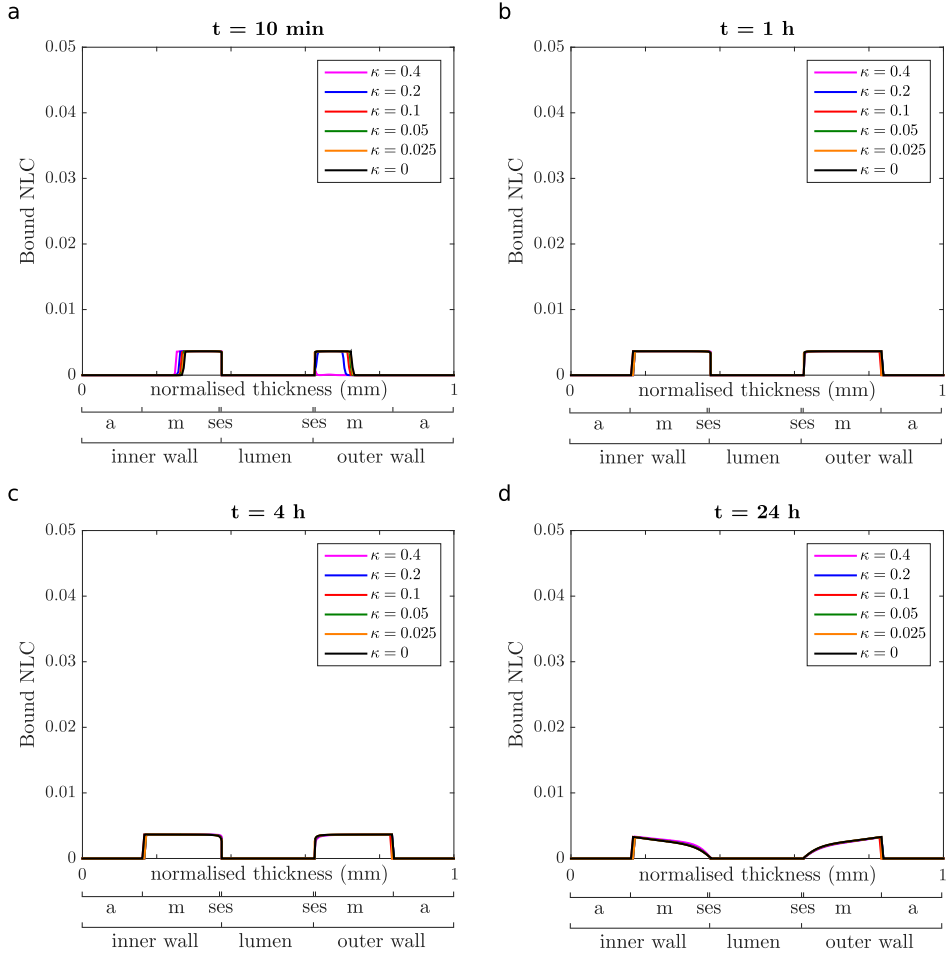 a
t = 10 min
Bound NLC
0.05
0.04
0.03
0.02
0.01
0
κ = 0.4
κ = 0.2
κ = 0.1
κ = 0.05
κ = 0.025
κ = 0
0 normalised thickness (mm) 1
a m ses ses m a
inner wall lumen outer wall
b
t = 1 h
Bound NLC
0.05
0.04
0.03
0.02
0.01
0
κ = 0.4
κ = 0.2
κ = 0.1
κ = 0.05
κ = 0.025
κ = 0
0 normalised thickness (mm) 1
a m ses ses m a
inner wall lumen outer wall
c
t = 4 h
Bound NLC
0.05
0.04
0.03
0.02
0.01
0
κ = 0.4
κ = 0.2
κ = 0.1
κ = 0.05
κ = 0.025
κ = 0
0 normalised thickness (mm) 1
a m ses ses m a
inner wall lumen outer wall
d
t = 24 h
Bound NLC
0.05
0.04
0.03
0.02
0.01
0
κ = 0.4
κ = 0.2
κ = 0.1
κ = 0.05
κ = 0.025
κ = 0
0 normalised thickness (mm) 1
a m ses ses m a
inner wall lumen outer wall